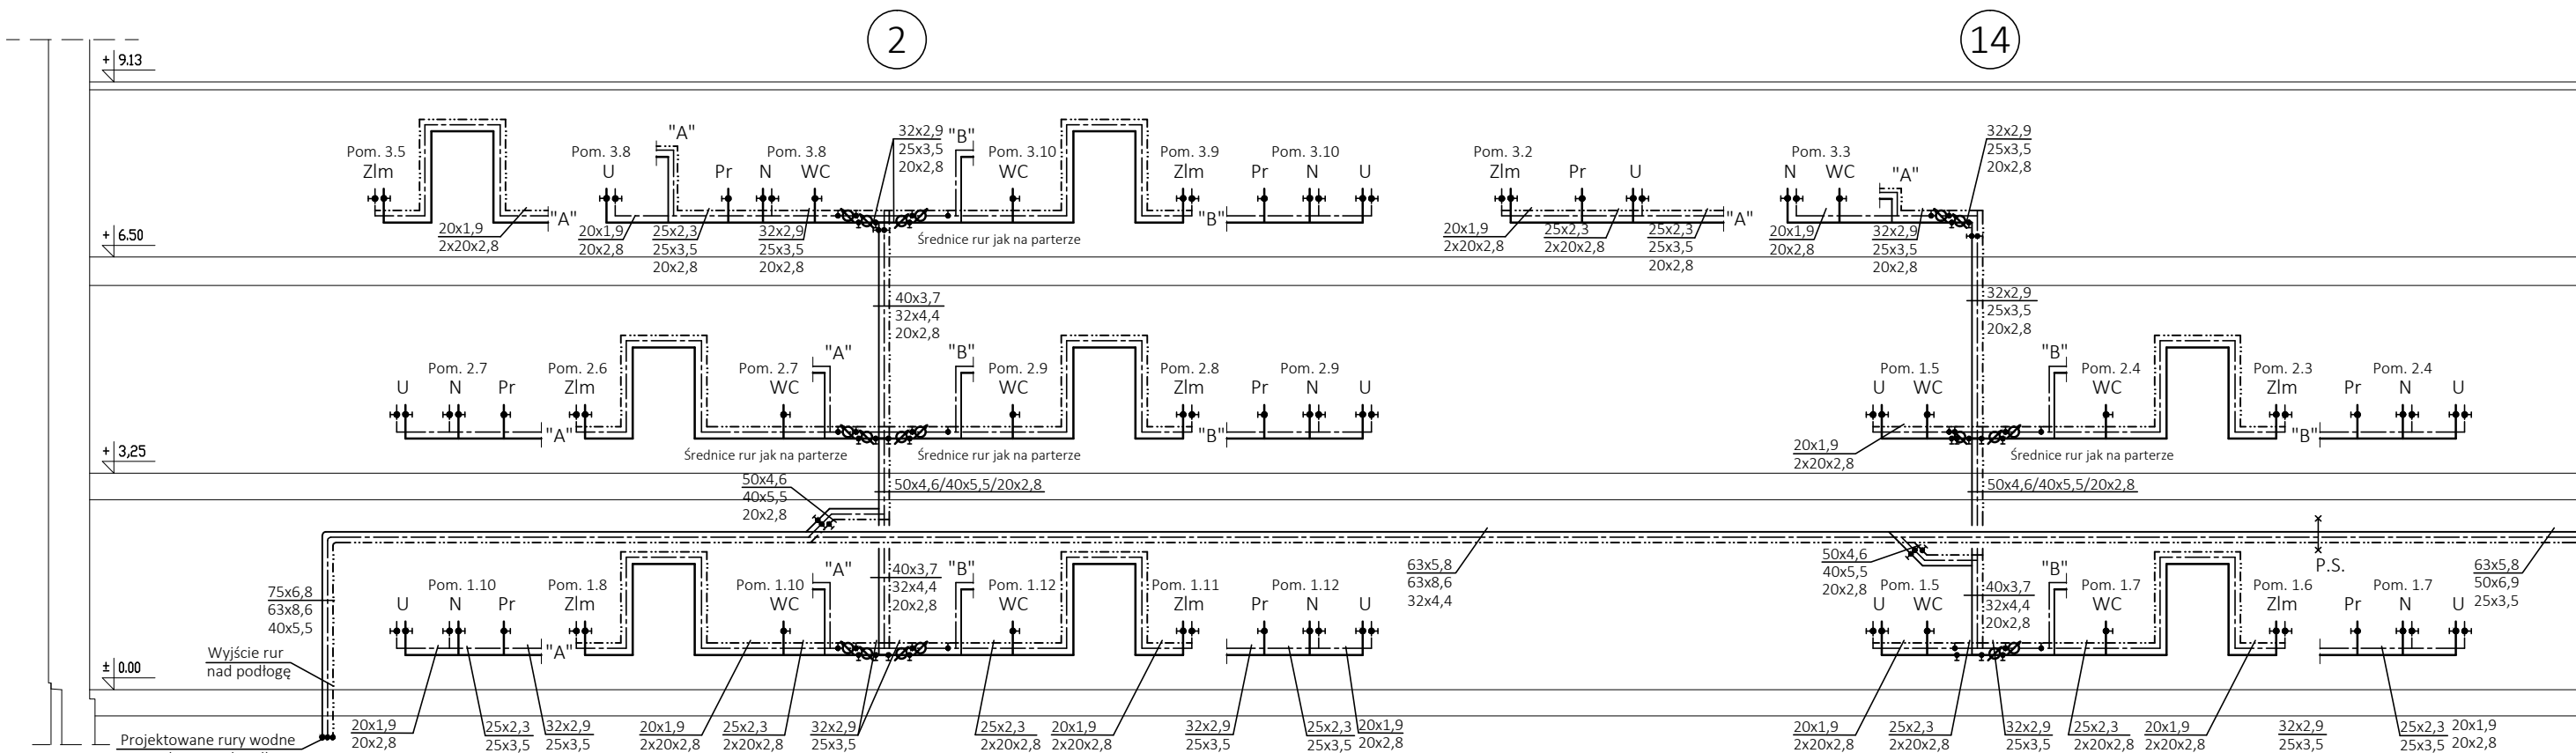 2
14
+ 9.13
Pom. 3.5
Zlm
20x1,9
2x20x2,8
"A"
Pom. 3.8
U
"A"
Pr
Pom. 3.8
N WC
20x1,9
20x2,8
25x2,3
25x3,5
20x2,8
32x2,9
25x3,5
20x2,8
32x2,9
25x3,5
20x2,8
"B"
Pom. 3.10
WC
Średnice rur jak na parterze
Pom. 3.9
Zlm
"B"
Pom. 3.10
Pr N U
Pom. 3.2
Zlm Pr U
20x1,9
2x20x2,8
25x2,3
2x20x2,8
25x2,3
25x3,5
20x2,8
"A"
Pom. 3.3
N WC
"A"
20x1,9
20x2,8
32x2,9
25x3,5
20x2,8
32x2,9
25x3,5
20x2,8
+ 6.50
40x3,7
32x4,4
20x2,8
32x2,9
25x3,5
20x2,8
Pom. 2.7
U N Pr
"A"
Pom. 2.6
Zlm
Pom. 2.7
WC
"A"
"B"
Pom. 2.9
WC
Pom. 2.8
Zlm
"B"
Pom. 2.9
Pr N U
Średnice rur jak na parterze
Średnice rur jak na parterze
Pom. 1.5
U WC
20x1,9
2x20x2,8
"B"
Pom. 2.4
WC
Średnice rur jak na parterze
Pom. 2.3
Zlm
"B"
Pom. 2.4
Pr N U
+ 3,25
50x4,6
40x5,5
20x2,8
50x4,6/40x5,5/20x2,8
50x4,6/40x5,5/20x2,8
63x5,8
63x8,6
32x4,4
50x4,6
40x5,5
20x2,8
P.S.
63x5,8
50x6,9
25x3,5
75x6,8
63x8,6
40x5,5
Pom. 1.10
U N Pr
"A"
Pom. 1.8
Zlm
Pom. 1.10
WC
"A"
40x3,7
32x4,4
20x2,8
"B"
Pom. 1.12
WC
Pom. 1.11
Zlm
Pom. 1.12
Pr N U
Pom. 1.5
U WC
40x3,7
32x4,4
20x2,8
"B"
Pom. 1.7
WC
Pom. 1.6
Zlm
Pom. 1.7
Pr N U
± 0.00
Wyjście rur
nad podłogę
Projektowane rury wodne
20x1,9
20x2,8
25x2,3
25x3,5
32x2,9
25x3,5
20x1,9
2x20x2,8
25x2,3
2x20x2,8
32x2,9
25x3,5
25x2,3
2x20x2,8
20x1,9
2x20x2,8
32x2,9
25x3,5
25x2,3
25x3,5
20x1,9
20x2,8
20x1,9
2x20x2,8
25x2,3
2x20x2,8
32x2,9
25x3,5
25x2,3
2x20x2,8
20x1,9
2x20x2,8
32x2,9
25x3,5
25x2,3
25x3,5
20x1,9
20x2,8